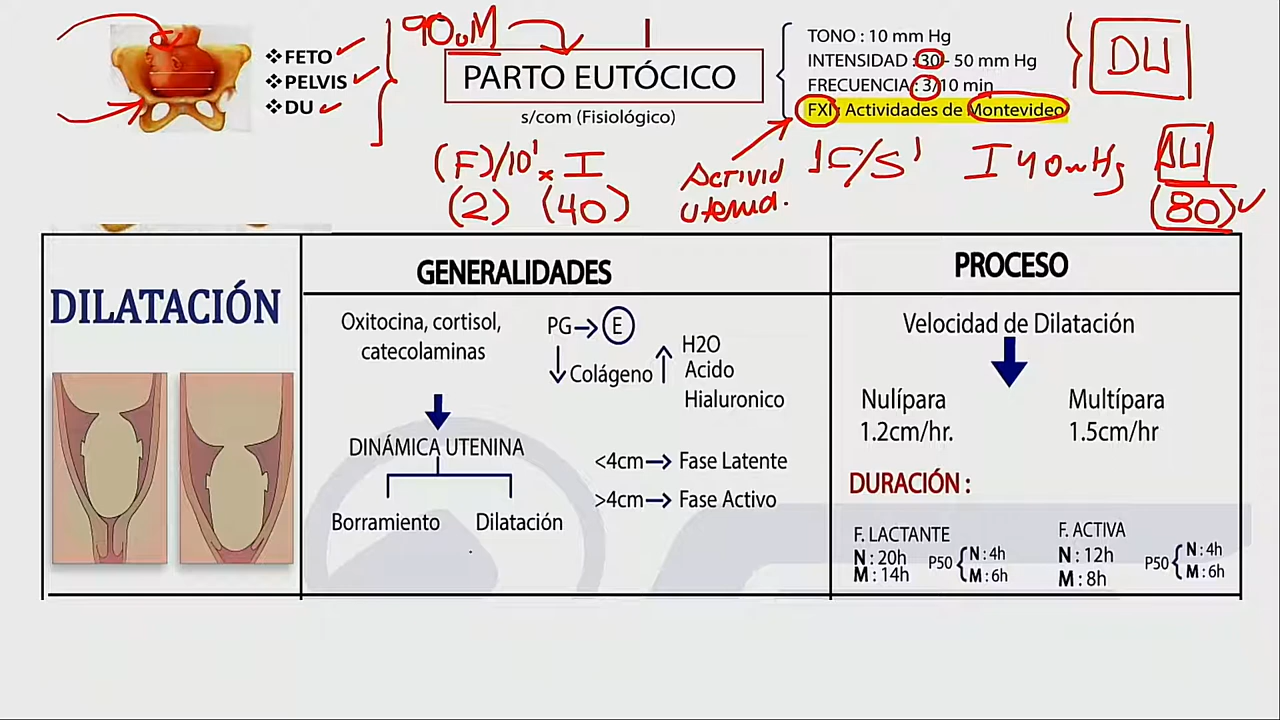 ❖FETO
❖PELVIS
❖DU
90 uM
PARTO EUTÓCICO
s/com (Fisiológico)
TONO : 10 mm Hg
INTENSIDAD : 30 - 50 mm Hg
FRECUENCIA : 3/10 min
FXI : Actividades de Montevideo
DU
(F)/10' x I
(2) (40)
Activid
uterina.
1C/5'
I 40mHg
DU
(80)
DILATACIÓN
GENERALIDADES
Oxitocina, cortisol,
catecolaminas
PG→E
↓Colágeno↑
H2O
Acido
Hialuronico
DINÁMICA UTENINA
Borramiento Dilatación
<4cm→ Fase Latente
>4cm→ Fase Activo
PROCESO
Velocidad de Dilatación
Nulípara
1.2cm/hr.
Multípara
1.5cm/hr
DURACIÓN :
F. LACTANTE
N : 20h
M : 14h
P50 { N : 4h
M : 6h
F. ACTIVA
N : 12h
M : 8h
P50 { N : 4h
M : 6h